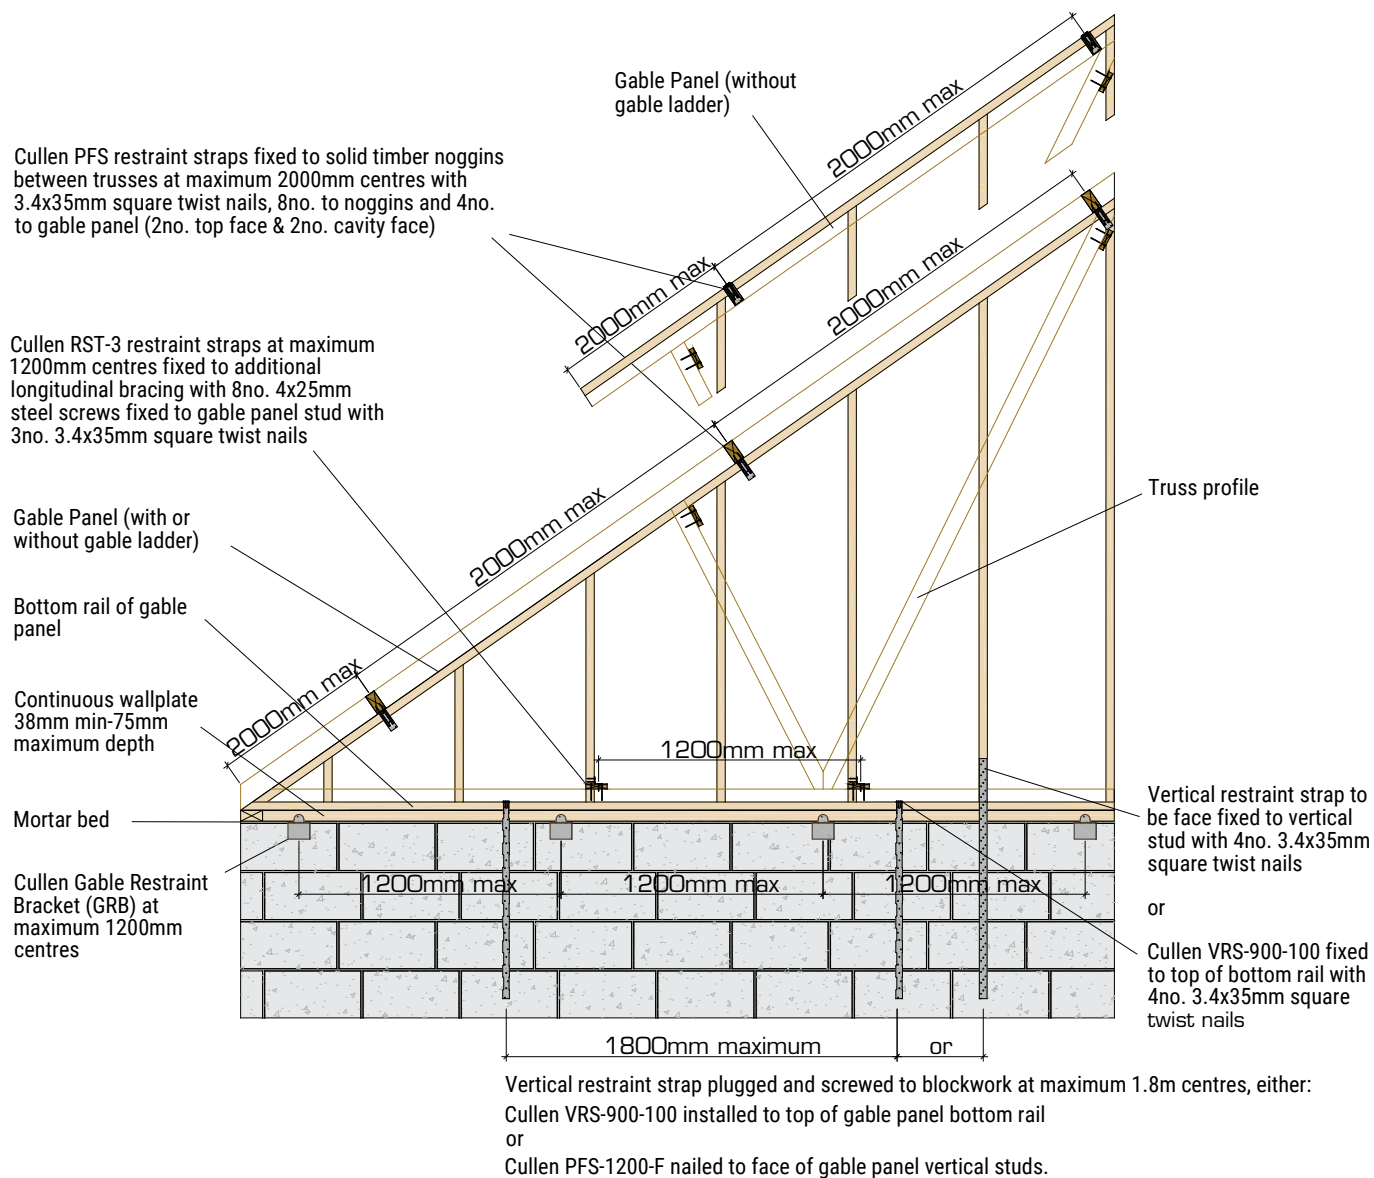 Gable Panel (without
gable ladder)
2000mm max
Cullen PFS restraint straps fixed to solid timber noggins
between trusses at maximum 2000mm centres with
3.4x35mm square twist nails, 8no. to noggins and 4no.
to gable panel (2no. top face & 2no. cavity face)
2000mm max
2000mm max
Cullen RST-3 restraint straps at maximum
1200mm centres fixed to additional
longitudinal bracing with 8no. 4x25mm
steel screws fixed to gable panel stud with
3no. 3.4x35mm square twist nails
2000mm max
Truss profile
Gable Panel (with or
without gable ladder)
Bottom rail of gable
panel
2000mm max
Continuous wallplate
38mm min-75mm
maximum depth
1200mm max
Mortar bed
Vertical restraint strap to
be face fixed to vertical
stud with 4no. 3.4x35mm
square twist nails
or
Cullen VRS-900-100 fixed
to top of bottom rail with
4no. 3.4x35mm square
twist nails
Cullen Gable Restraint
Bracket (GRB) at
maximum 1200mm
centres
1200mm max
1200mm max
1200mm max
1800mm maximum
or
Vertical restraint strap plugged and screwed to blockwork at maximum 1.8m centres, either:
Cullen VRS-900-100 installed to top of gable panel bottom rail
or
Cullen PFS-1200-F nailed to face of gable panel vertical studs.